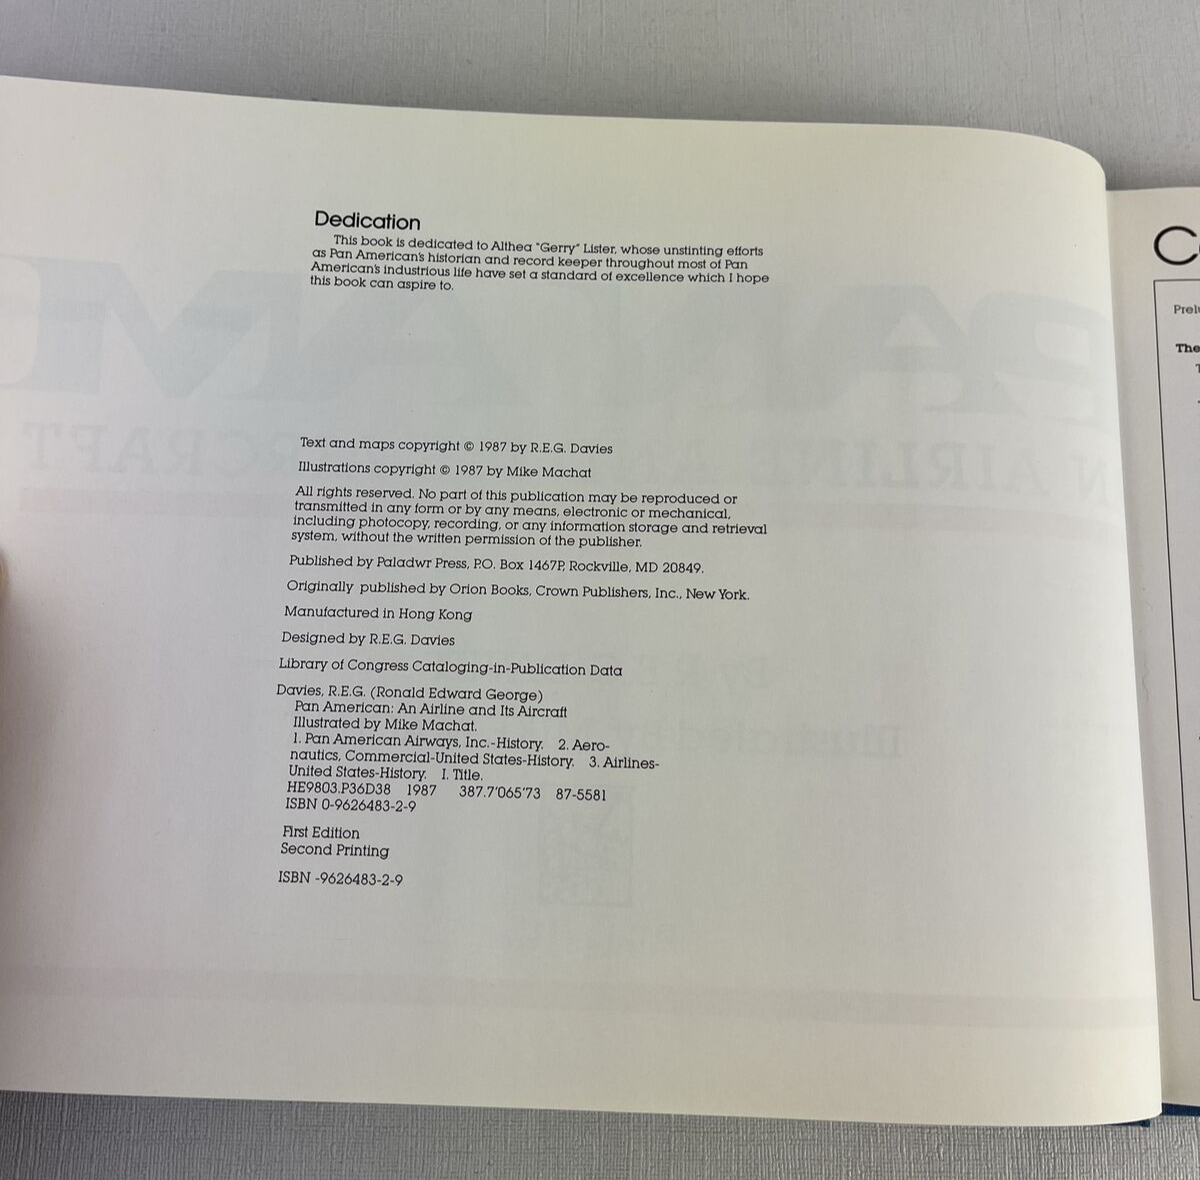 Dedication
This book is dedicated to Althea "Gerry" Lister, whose unstinting efforts
as Pan American's historian and record keeper throughout most of Pan
American's industrious life have set a standard of excellence which I hope
this book can aspire to.
Text and maps copyright © 1987 by R.E.G. Davies
Illustrations copyright © 1987 by Mike Machat
All rights reserved. No part of this publication may be reproduced or
transmitted in any form or by any means, electronic or mechanical,
including photocopy, recording, or any information storage and retrieval
system, without the written permission of the publisher.
Published by Paladwr Press, P.O. Box 1467P, Rockville, MD 20849.
Originally published by Orion Books, Crown Publishers, Inc., New York.
Manufactured in Hong Kong
Designed by R.E.G. Davies
Library of Congress Cataloging-in-Publication Data
Davies, R.E.G. (Ronald Edward George)
Pan American: An Airline and Its Aircraft
Illustrated by Mike Machat.
1. Pan American Airways, Inc.-History. 2. Aero-
nautics, Commercial-United States-History. 3. Airlines-
United States-History. I. Title.
HE9803.P36D38 1987 387.7'065'73 87-5581
ISBN 0-9626483-2-9
First Edition
Second Printing
ISBN -9626483-2-9
The